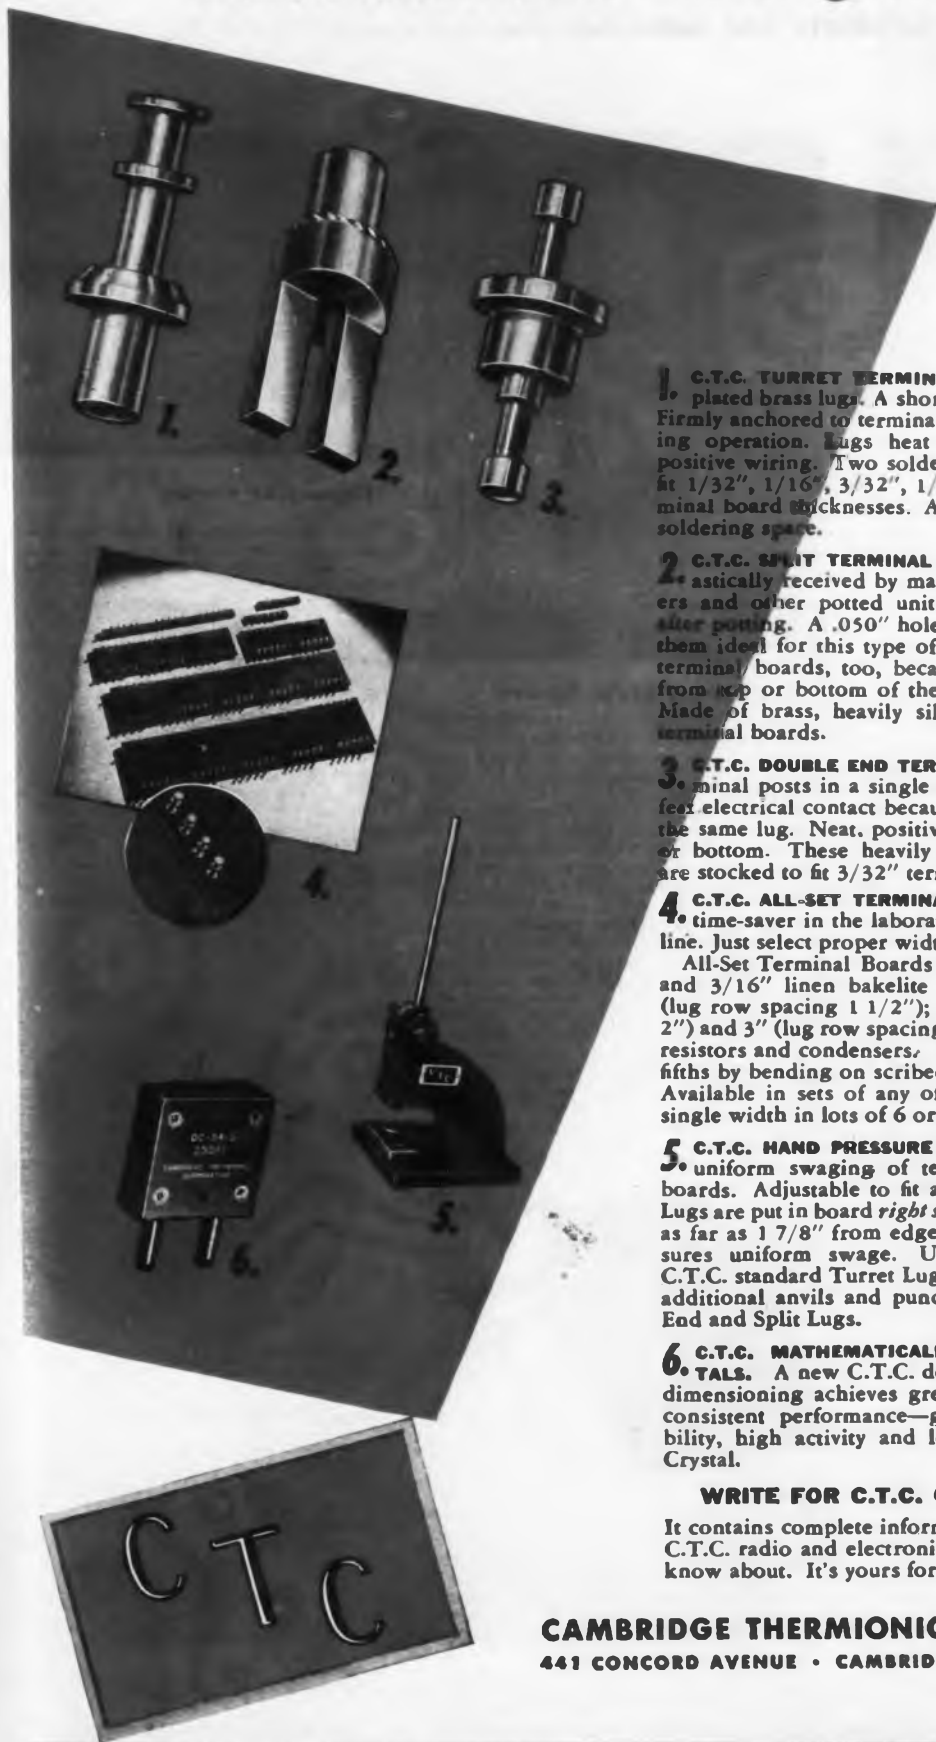 1.
2.
3.
4.
5.
6.
CTC
OC-34-S
CTC
1. C.T.C. TURRET TERMIN
plated brass lugs. A shor
Firmly anchored to termina
ing operation. Lugs heat
positive wiring. Two solde
fit 1/32", 1/16", 3/32", 1/
minal board thicknesses. A
soldering space.
2. C.T.C. SPLIT TERMINAL
astically received by ma
ers and other potted unit
after potting. A .050" hole
them ideal for this type of
terminal boards, too, beca
from top or bottom of the
Made of brass, heavily sil
terminal boards.
3. C.T.C. DOUBLE END TER
minal posts in a single
fect electrical contact becau
the same lug. Neat, positiv
or bottom. These heavily
are stocked to fit 3/32" ter
4. C.T.C. ALL-SET TERMINA
time-saver in the labora
line. Just select proper widt
All-Set Terminal Boards
and 3/16" linen bakelite
(lug row spacing 1 1/2");
2") and 3" (lug row spacing
resistors and condensers.
fifths by bending on scribe
Available in sets of any of
single width in lots of 6 or
5. C.T.C. HAND PRESSURE
uniform swaging of te
boards. Adjustable to fit a
Lugs are put in board right s
as far as 1 7/8" from edge
sures uniform swage. U
C.T.C. standard Turret Lug
additional anvils and punc
End and Split Lugs.
6. C.T.C. MATHEMATICAL
TALS. A new C.T.C. de
dimensioning achieves gre
consistent performance—g
bility, high activity and l
Crystal.
WRITE FOR C.T.C. C
It contains complete infor
C.T.C. radio and electroni
know about. It's yours for
CAMBRIDGE THERMIONIC
441 CONCORD AVENUE • CAMBRID